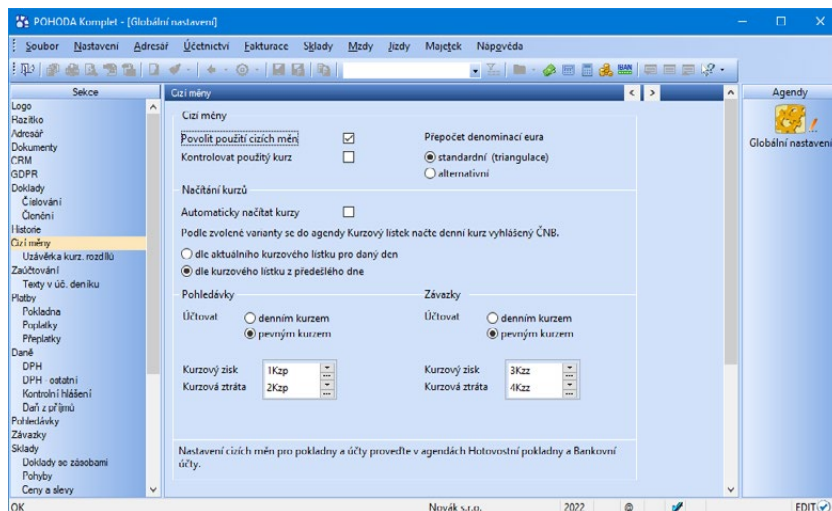 POHODA Komplet - [Globální nastavení]
Soubor Nastavení Adresář Účetnictví Fakturace Sklady Mzdy Jízdy Majetek Nápověda
Sekce
Logo
Razítko
Adresář
Dokumenty
CRM
GDPR
Doklady
Číslování
Členění
Historie
Cizí měny
Uzávěrka kurz. rozdílů
Zaúčtování
Texty v úč. deníku
Platby
Pokladna
Poplatky
Přeplatky
Daně
DPH
DPH - ostatní
Kontrolní hlášení
Daň z příjmů
Pohledávky
Závazky
Sklady
Doklady se zásobami
Pohyby
Ceny a slevy
Cizí měny
Cizí měny
Povolit použití cizích měn
Kontrolovat použitý kurz
Přepočet denominací eura
standardní (triangulace)
alternativní
Načítání kurzů
Automaticky načítat kurzy
Podle zvolené varianty se do agendy Kurzový lístek načte denní kurz vyhlášený ČNB.
dle aktuálního kurzového lístku pro daný den
dle kurzového lístku z předešlého dne
Pohledávky
Účtovat
denním kurzem
pevným kurzem
Kurzový zisk 1Kzp
Kurzová ztráta 2Kzp
Závazky
Účtovat
denním kurzem
pevným kurzem
Kurzový zisk 3Kzz
Kurzová ztráta 4Kzz
Nastavení cizích měn pro pokladny a účty proveďte v agendách Hotovostní pokladny a Bankovní
účty.
Agendy
Globální nastavení
OK Novák s.r.o. 2022 @ EDIT